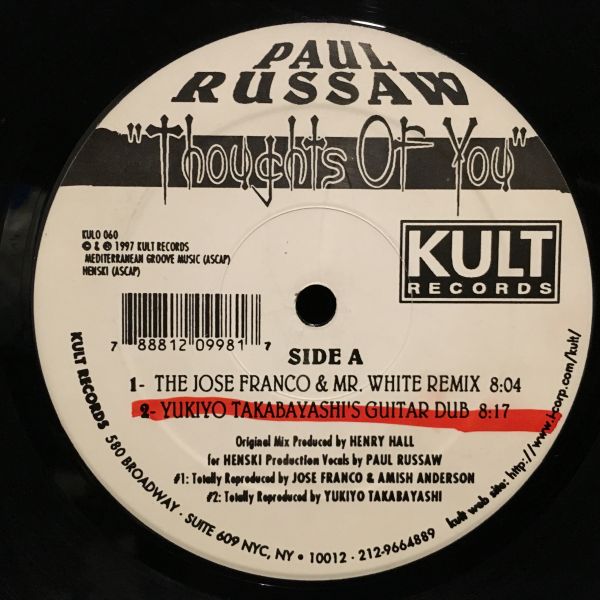 PAUL
RUSSAW
"Thoughts Of You"
KULO 060
© & ℗ 1997 KULT RECORDS
MEDITERRANEAN GROOVE MUSIC (ASCAP)
HENSKI (ASCAP)
KULT
RECORDS
7 88812 09981 7
SIDE A
1- THE JOSE FRANCO & MR. WHITE REMIX 8:04
2- YUKIYO TAKABAYASHI'S GUITAR DUB 8:17
Original Mix Produced by HENRY HALL
for HENSKI Production Vocals by PAUL RUSSAW
#1: Totally Reproduced by JOSE FRANCO & AMISH ANDERSON
#2: Totally Reproduced by YUKIYO TAKABAYASHI
KULT RECORDS 580 BROADWAY · SUITE 609 NYC, NY • 10012 · 212-9664889
kult web site: http://www.i-corp.com/kult/